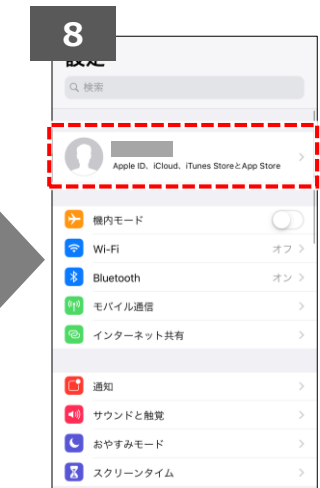 8
設定
検索
Apple ID、iCloud、iTunes StoreとApp Store
機内モード
Wi-Fi オフ
Bluetooth オン
モバイル通信
インターネット共有
通知
サウンドと触覚
おやすみモード
スクリーンタイム